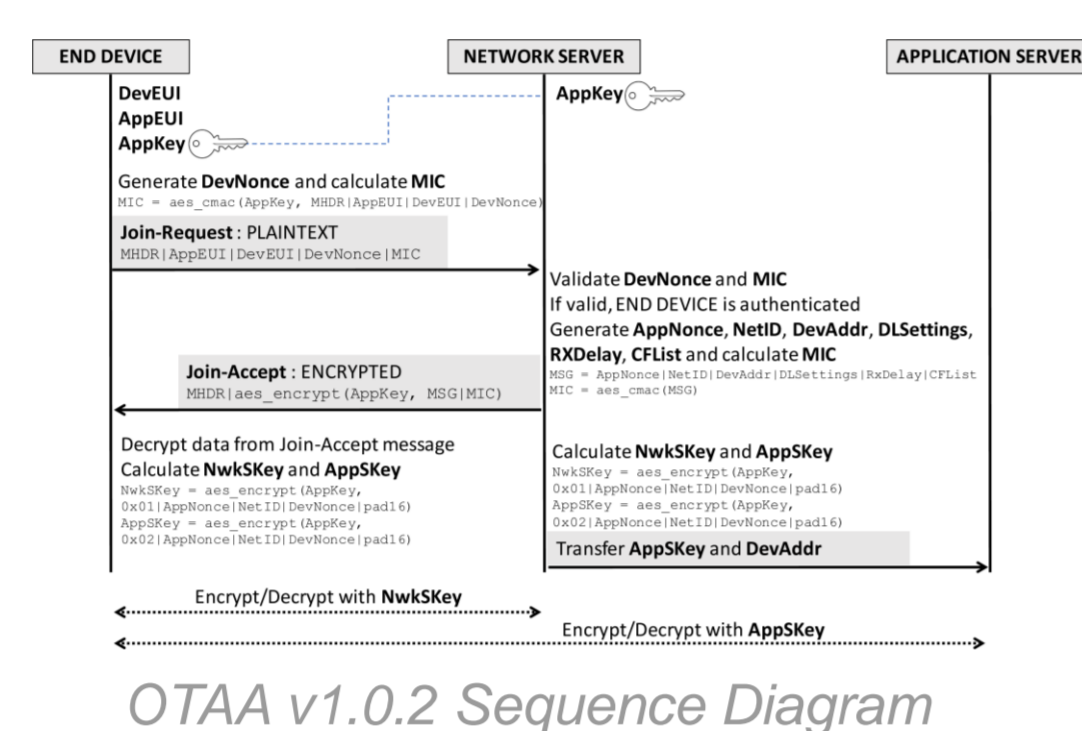 END DEVICE
NETWORK SERVER
APPLICATION SERVER
DevEUI
AppEUI
AppKey
AppKey
Generate DevNonce and calculate MIC
MIC = aes_cmac(AppKey, MHDR|AppEUI|DevEUI|DevNonce)
Join-Request : PLAINTEXT
MHDR|AppEUI|DevEUI|DevNonce|MIC
Validate DevNonce and MIC
If valid, END DEVICE is authenticated
Generate AppNonce, NetID, DevAddr, DLSettings,
RXDelay, CFList and calculate MIC
MSG = AppNonce|NetID|DevAddr|DLSettings|RxDelay|CFList
MIC = aes_cmac(MSG)
Join-Accept : ENCRYPTED
MHDR|aes_encrypt(AppKey, MSG|MIC)
Decrypt data from Join-Accept message
Calculate NwkSKey and AppSKey
NwkSKey = aes_encrypt(AppKey,
0x01|AppNonce|NetID|DevNonce|pad16)
AppSKey = aes_encrypt(AppKey,
0x02|AppNonce|NetID|DevNonce|pad16)
Calculate NwkSKey and AppSKey
NwkSKey = aes_encrypt(AppKey,
0x01|AppNonce|NetID|DevNonce|pad16)
AppSKey = aes_encrypt(AppKey,
0x02|AppNonce|NetID|DevNonce|pad16)
Transfer AppSKey and DevAddr
Encrypt/Decrypt with NwkSKey
Encrypt/Decrypt with AppSKey
OTAA v1.0.2 Sequence Diagram